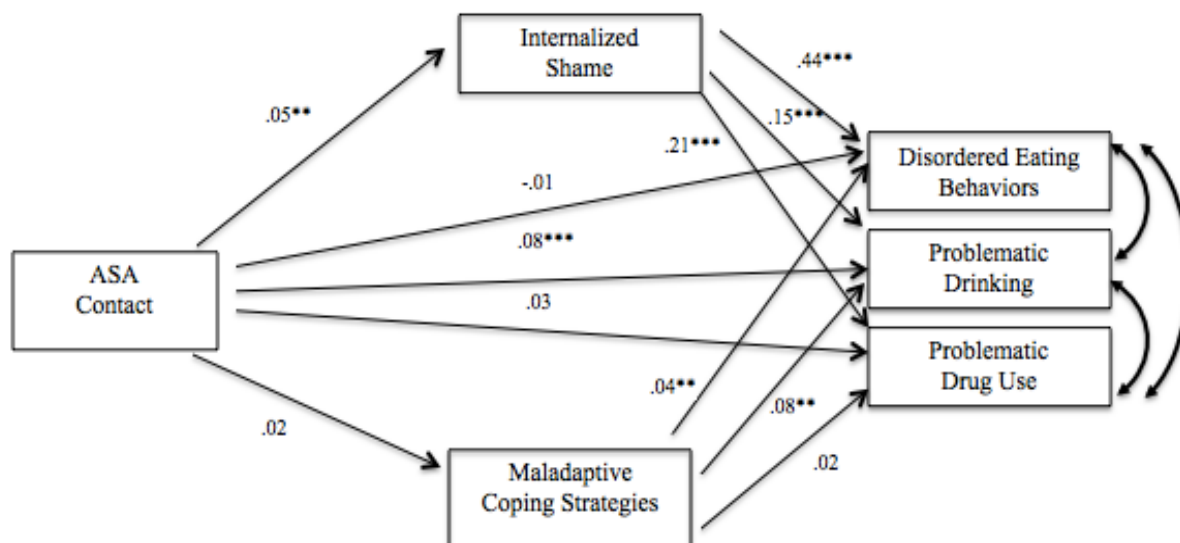 Internalized
Shame
.44***
.05**
.15***
.21***
Disordered Eating
Behaviors
-.01
.08***
ASA
Contact
Problematic
Drinking
.03
Problematic
Drug Use
.04**
.08**
.02
.02
Maladaptive
Coping Strategies